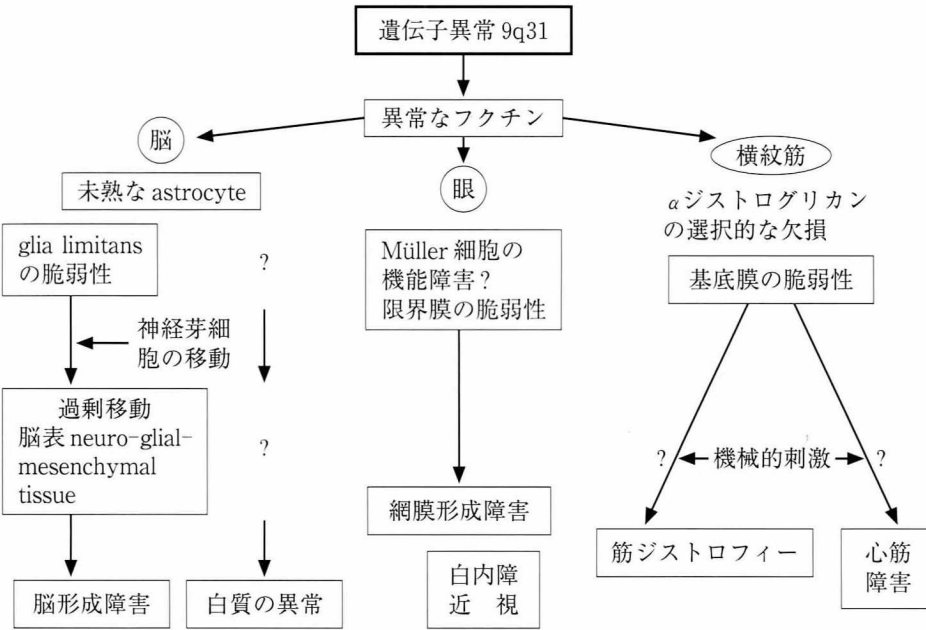 遺伝子異常 9q31
異常なフクチン
脳
未熟な astrocyte
glia limitans
の脆弱性
?
神経芽細
胞の移動
過剰移動
脳表 neuro-glial-
mesenchymal
tissue
?
脳形成障害
白質の異常
眼
Müller 細胞の
機能障害?
限界膜の脆弱性
網膜形成障害
白内障
近 視
横紋筋
αジストログリカン
の選択的な欠損
基底膜の脆弱性
? 機械的刺激 ?
筋ジストロフィー
心筋
障害